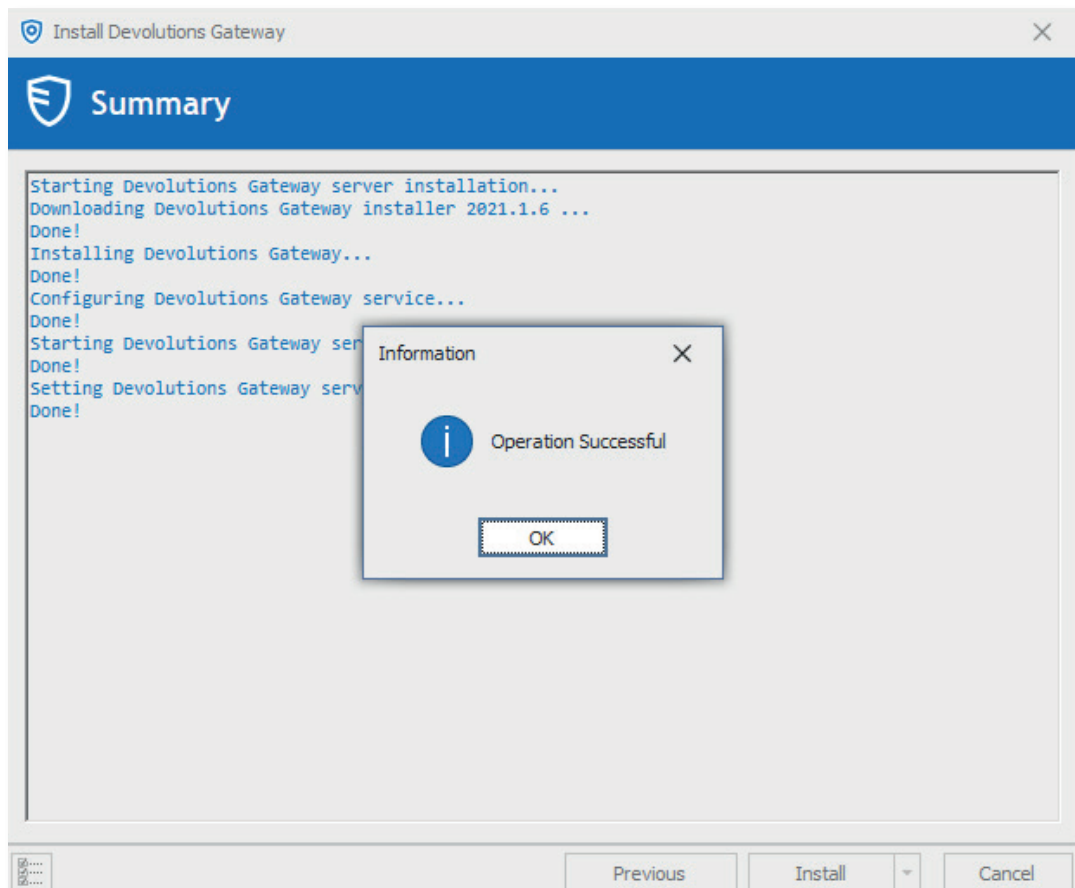 Install Devolutions Gateway
Summary
Starting Devolutions Gateway server installation...
Downloading Devolutions Gateway installer 2021.1.6 ...
Done!
Installing Devolutions Gateway...
Done!
Configuring Devolutions Gateway service...
Done!
Starting Devolutions Gateway ser
Done!
Setting Devolutions Gateway serv
Done!
Information
Operation Successful
OK
Previous Install Cancel